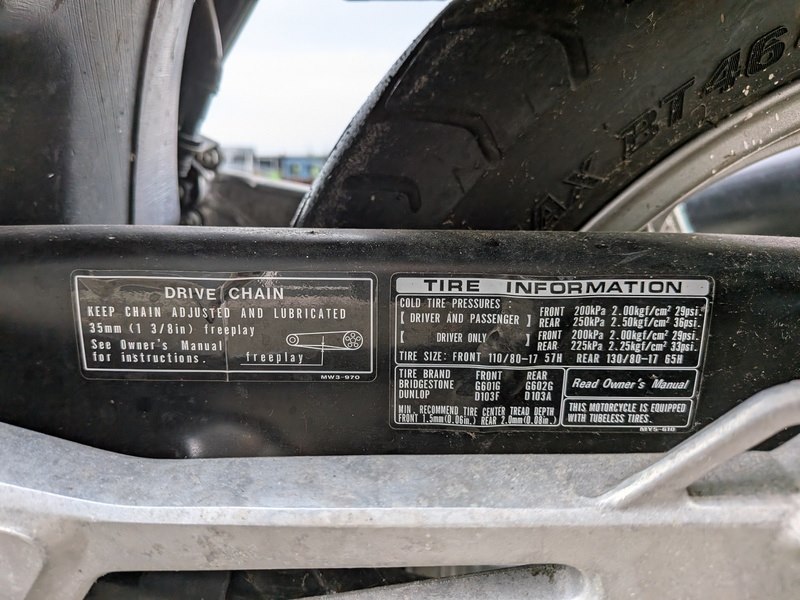 AX BT46
DRIVE CHAIN
KEEP CHAIN ADJUSTED AND LUBRICATED
35mm (1 3/8in) freeplay
See Owner's Manual
for instructions.
freeplay
MW3-970
TIRE INFORMATION
COLD TIRE PRESSURES:
[ DRIVER AND PASSENGER ] FRONT 200kPa 2.00kgf/cm² 29psi.
REAR 250kPa 2.50kgf/cm² 36psi.
[ DRIVER ONLY ] FRONT 200kPa 2.00kgf/cm² 29psi.
REAR 225kPa 2.25kgf/cm² 33psi.
TIRE SIZE: FRONT 110/80-17 57H REAR 130/80-17 65H
TIRE BRAND FRONT REAR
BRIDGESTONE G601G G602G
DUNLOP D103F D103A
MIN. RECOMMEND TIRE CENTER TREAD DEPTH
FRONT 1.5mm(0.06in.) REAR 2.0mm(0.08in.)
Read Owner's Manual
THIS MOTORCYCLE IS EQUIPPED
WITH TUBELESS TIRES.
MY5-610